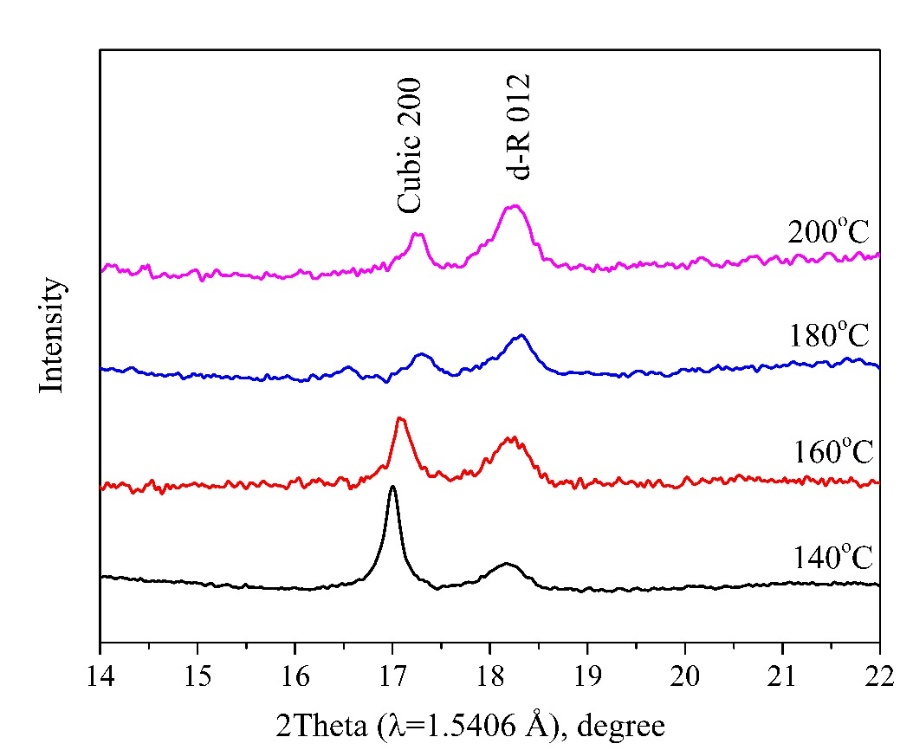 Cubic 200
d-R 012
200°C
180°C
160°C
140°C
Intensity
14 15 16 17 18 19 20 21 22
2Theta (λ=1.5406 Å), degree